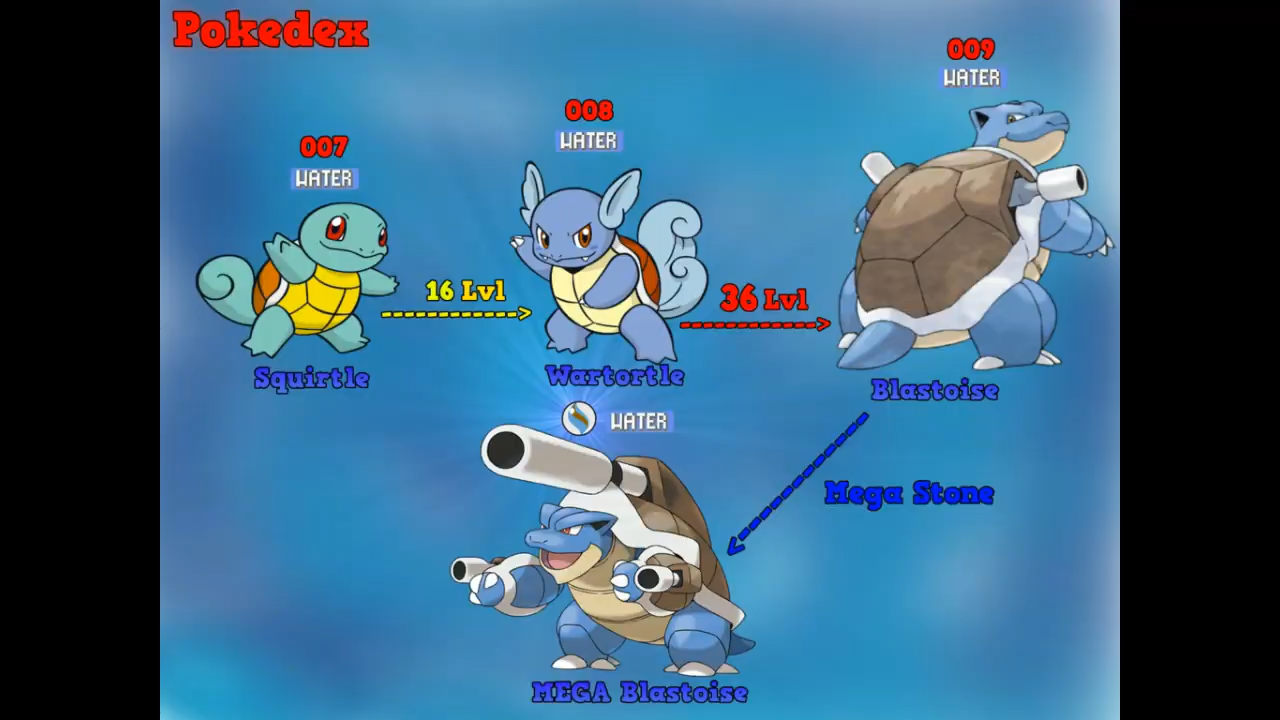 Pokedex
009
WATER
008
WATER
007
WATER
16 Lvl
36 Lvl
Squirtle
Wartortle
Blastoise
WATER
Mega Stone
MEGA Blastoise